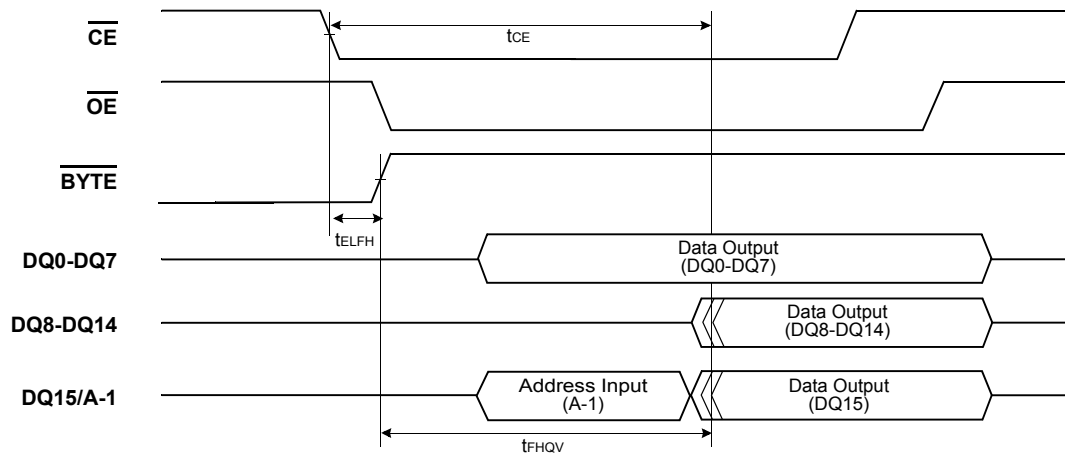 CE
tCE
OE
BYTE
tELFH
DQ0-DQ7
Data Output
(DQ0-DQ7)
DQ8-DQ14
Data Output
(DQ8-DQ14)
DQ15/A-1
Address Input
(A-1)
Data Output
(DQ15)
tFHQV